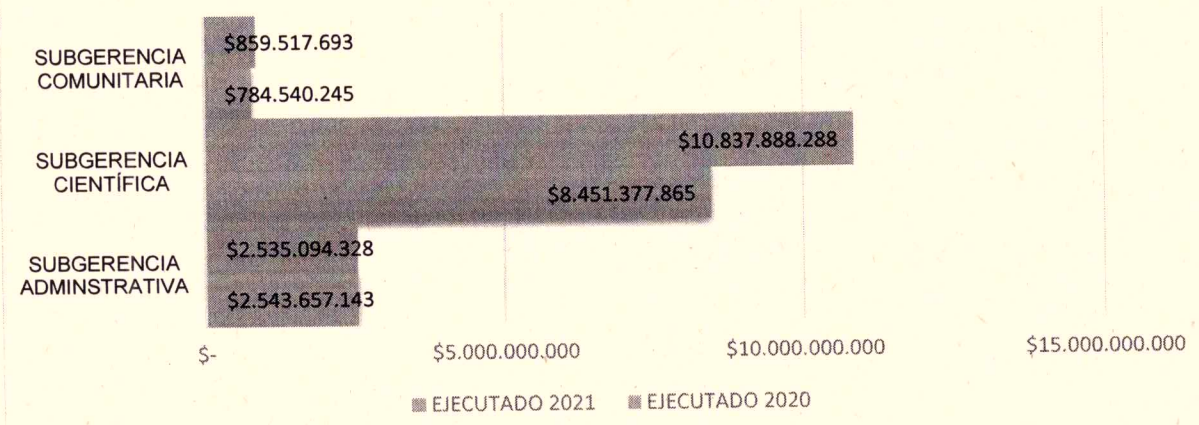 SUBGERENCIA
COMUNITARIA
$859.517.693
$784.540.245
SUBGERENCIA
CIENTÍFICA
$10.837.888.288
$8.451.377.865
SUBGERENCIA
ADMINSTRATIVA
$2.535.094.328
$2.543.657.143
$- $5.000.000.000 $10.000.000.000 $15.000.000.000
EJECUTADO 2021 EJECUTADO 2020